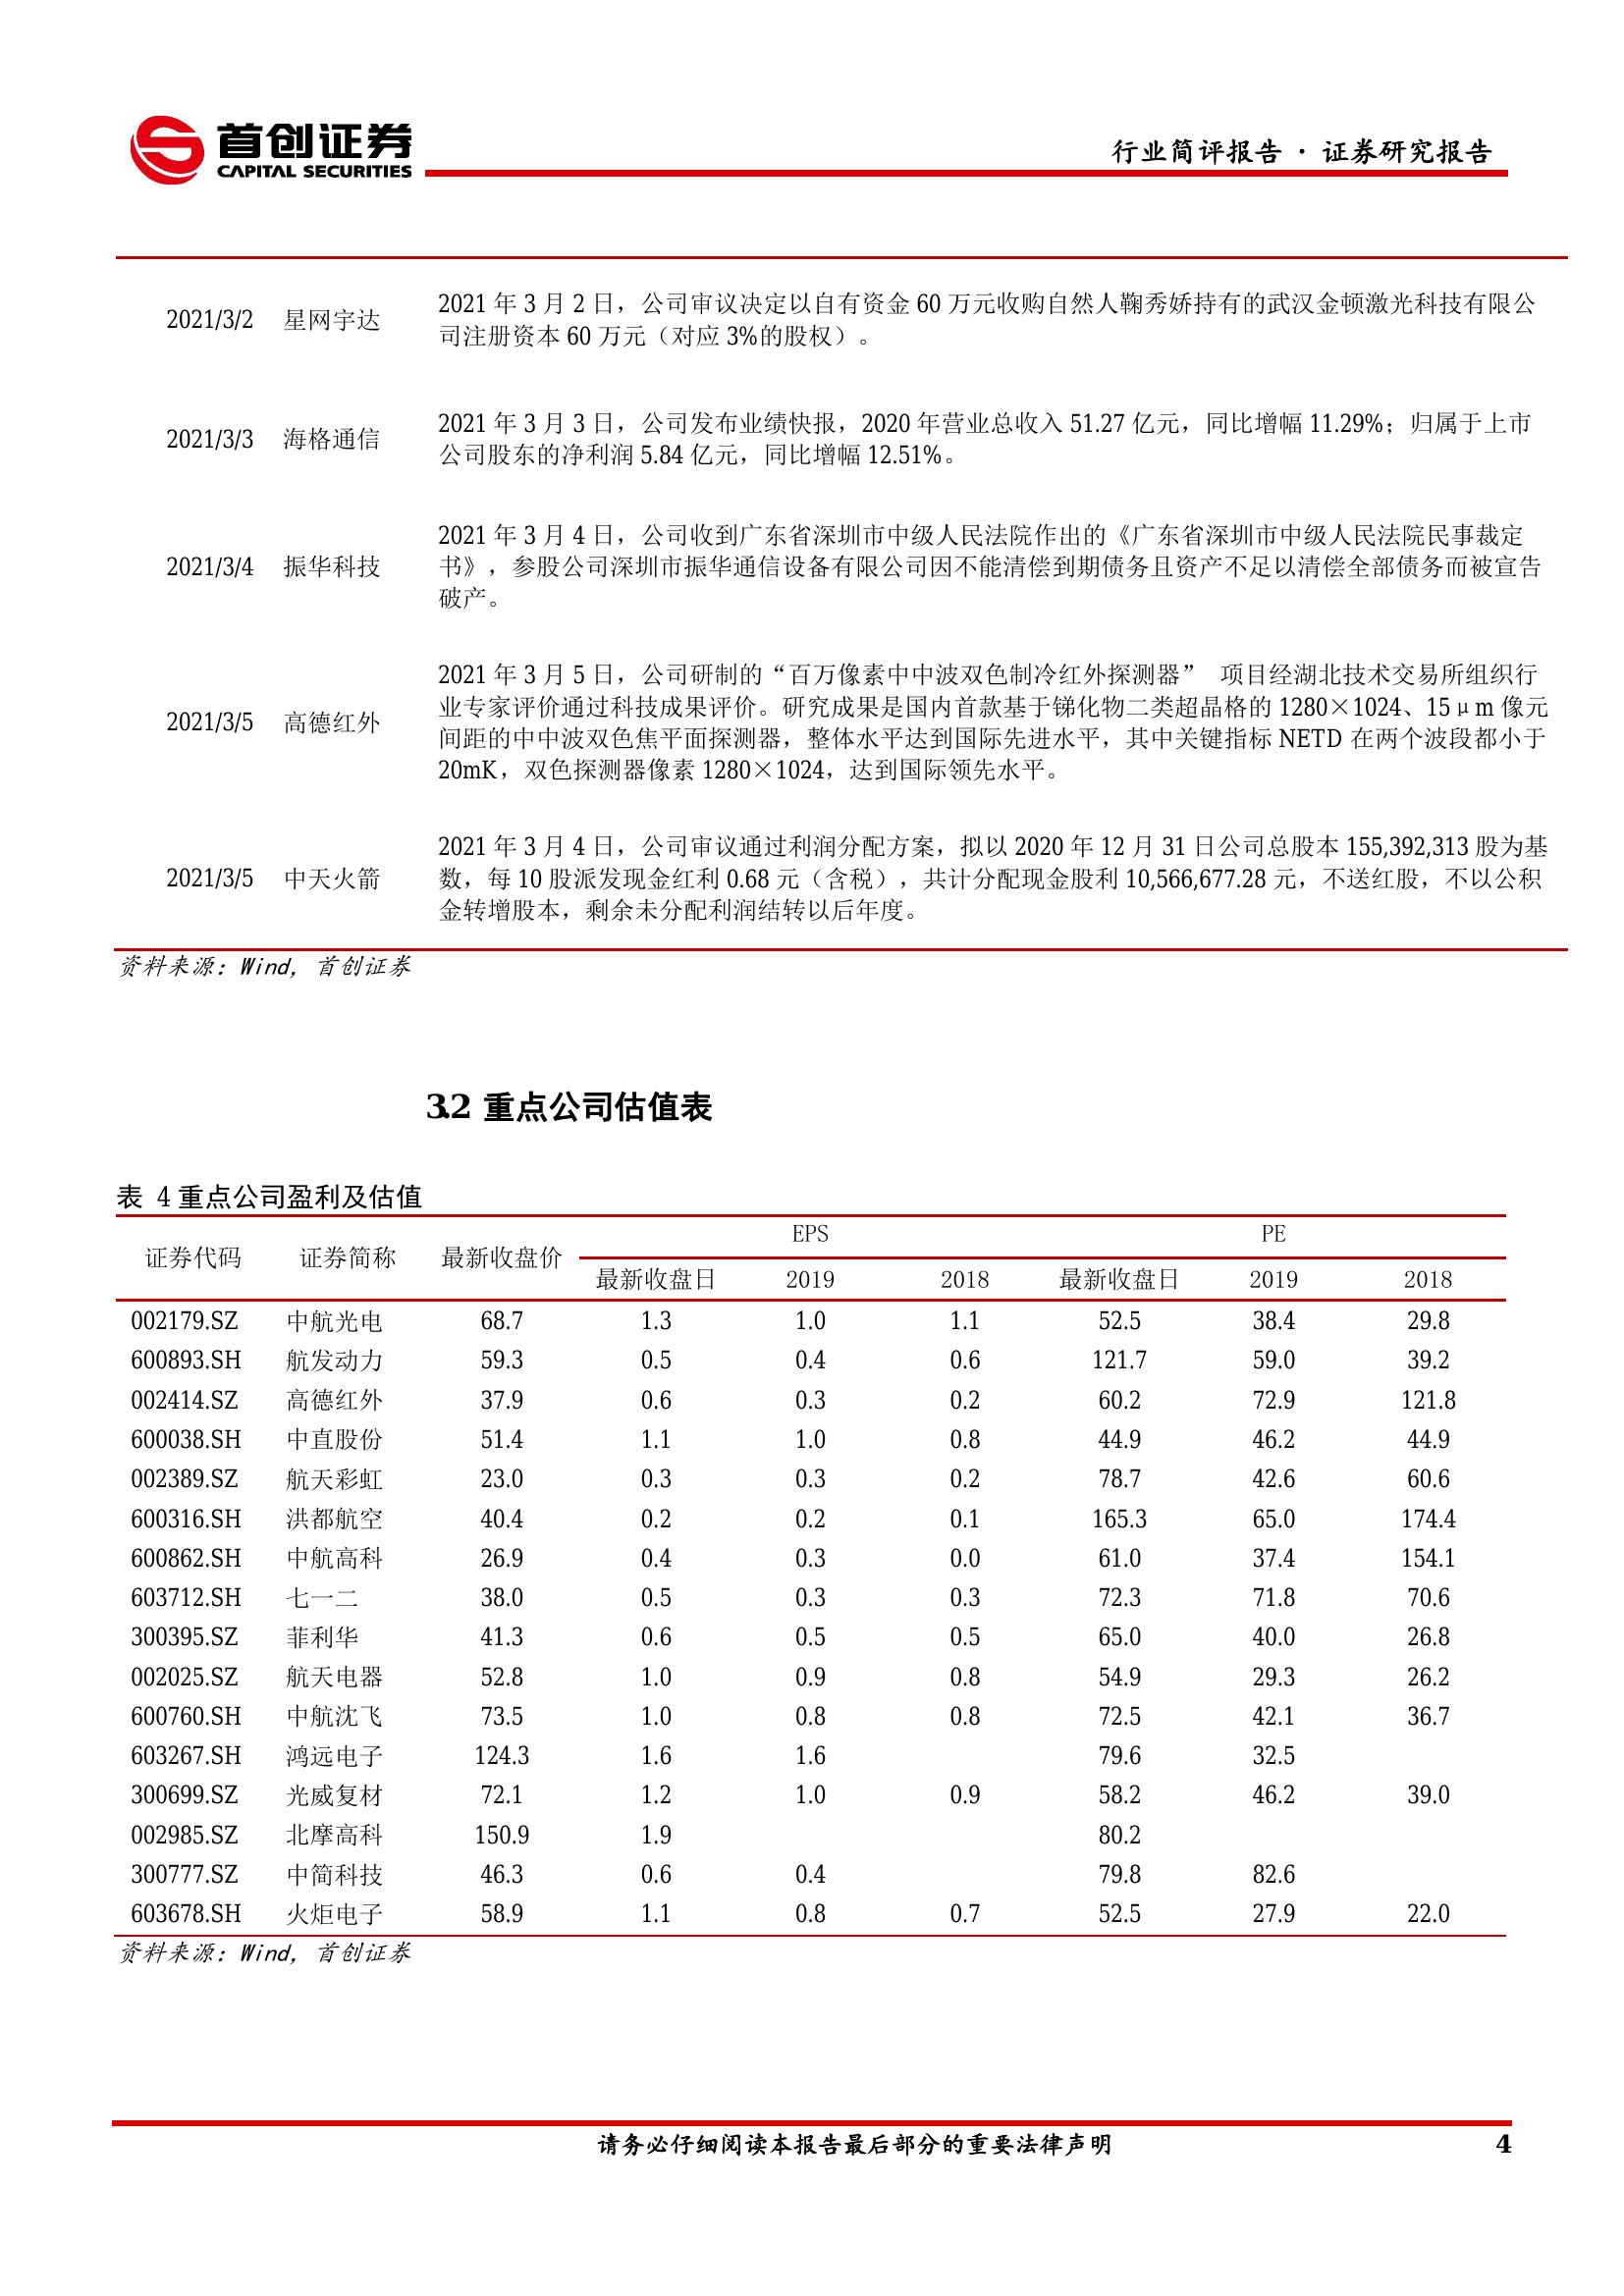 首创证券
CAPITAL SECURITIES
行业简评报告 · 证券研究报告
2021/3/2 星网宇达 2021 年 3 月 2 日，公司审议决定以自有资金 60 万元收购自然人鞠秀娇持有的武汉金顿激光科技有限公
司注册资本 60 万元（对应 3%的股权）。
2021/3/3 海格通信 2021 年 3 月 3 日，公司发布业绩快报，2020 年营业总收入 51.27 亿元，同比增幅 11.29%；归属于上市
公司股东的净利润 5.84 亿元，同比增幅 12.51%。
2021 年 3 月 4 日，公司收到广东省深圳市中级人民法院作出的《广东省深圳市中级人民法院民事裁定
2021/3/4 振华科技 书》，参股公司深圳市振华通信设备有限公司因不能清偿到期债务且资产不足以清偿全部债务而被宣告
破产。
2021 年 3 月 5 日，公司研制的“百万像素中中波双色制冷红外探测器” 项目经湖北技术交易所组织行
2021/3/5 高德红外 业专家评价通过科技成果评价。研究成果是国内首款基于锑化物二类超晶格的 1280×1024、15μm 像元
间距的中中波双色焦平面探测器，整体水平达到国际先进水平，其中关键指标 NETD 在两个波段都小于
20mK，双色探测器像素 1280×1024，达到国际领先水平。
2021 年 3 月 4 日，公司审议通过利润分配方案，拟以 2020 年 12 月 31 日公司总股本 155,392,313 股为基
2021/3/5 中天火箭 数，每 10 股派发现金红利 0.68 元（含税），共计分配现金股利 10,566,677.28 元，不送红股，不以公积
金转增股本，剩余未分配利润结转以后年度。
资料来源：Wind，首创证券
3.2 重点公司估值表
表 4 重点公司盈利及估值
证券代码 证券简称 最新收盘价 EPS PE
最新收盘日 2019 2018 最新收盘日 2019 2018
002179.SZ 中航光电 68.7 1.3 1.0 1.1 52.5 38.4 29.8
600893.SH 航发动力 59.3 0.5 0.4 0.6 121.7 59.0 39.2
002414.SZ 高德红外 37.9 0.6 0.3 0.2 60.2 72.9 121.8
600038.SH 中直股份 51.4 1.1 1.0 0.8 44.9 46.2 44.9
002389.SZ 航天彩虹 23.0 0.3 0.3 0.2 78.7 42.6 60.6
600316.SH 洪都航空 40.4 0.2 0.2 0.1 165.3 65.0 174.4
600862.SH 中航高科 26.9 0.4 0.3 0.0 61.0 37.4 154.1
603712.SH 七一二 38.0 0.5 0.3 0.3 72.3 71.8 70.6
300395.SZ 菲利华 41.3 0.6 0.5 0.5 65.0 40.0 26.8
002025.SZ 航天电器 52.8 1.0 0.9 0.8 54.9 29.3 26.2
600760.SH 中航沈飞 73.5 1.0 0.8 0.8 72.5 42.1 36.7
603267.SH 鸿远电子 124.3 1.6 1.6 79.6 32.5
300699.SZ 光威复材 72.1 1.2 1.0 0.9 58.2 46.2 39.0
002985.SZ 北摩高科 150.9 1.9 80.2
300777.SZ 中简科技 46.3 0.6 0.4 79.8 82.6
603678.SH 火炬电子 58.9 1.1 0.8 0.7 52.5 27.9 22.0
资料来源：Wind，首创证券
请务必仔细阅读本报告最后部分的重要法律声明 4